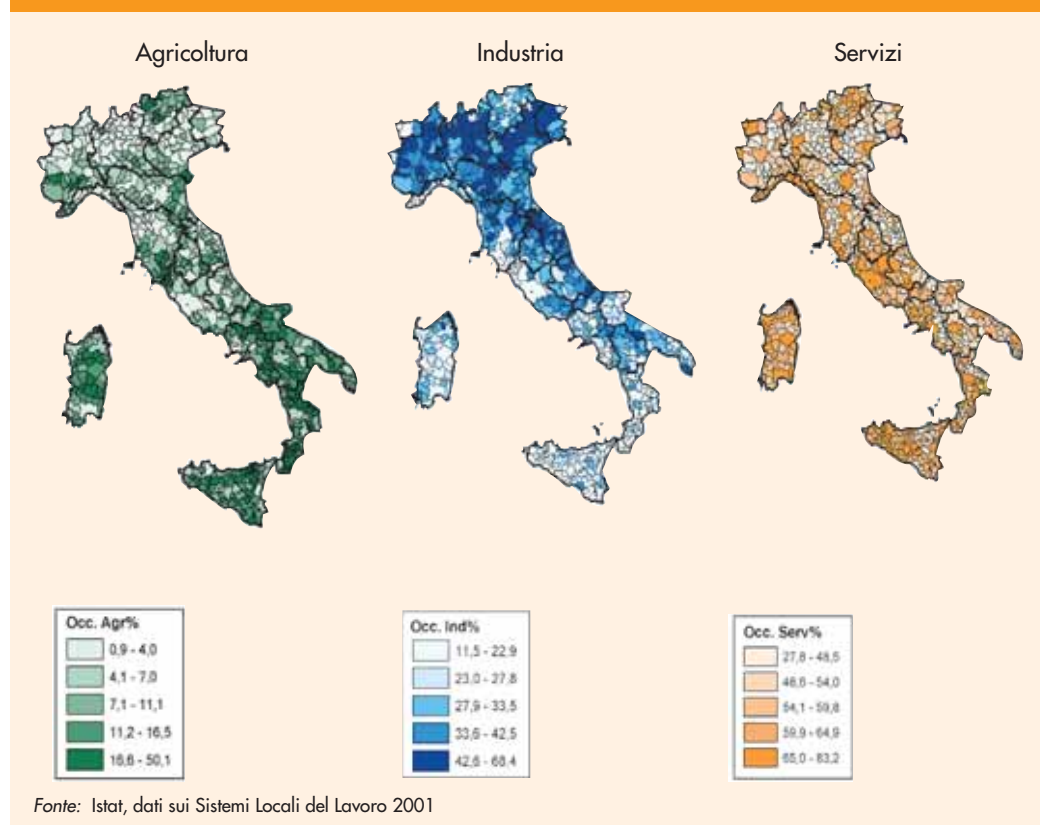 Agricoltura
Industria
Servizi
Occ. Agr%
0,9 - 4,0
4,1 - 7,0
7,1 - 11,1
11,2 - 16,5
16,6 - 50,1
Occ. Ind%
11,5 - 22,9
23,0 - 27,8
27,9 - 33,5
33,6 - 42,5
42,6 - 68,4
Occ. Serv%
27,8 - 48,5
48,6 - 54,0
54,1 - 59,8
59,9 - 64,9
65,0 - 83,2
Fonte: Istat, dati sui Sistemi Locali del Lavoro 2001